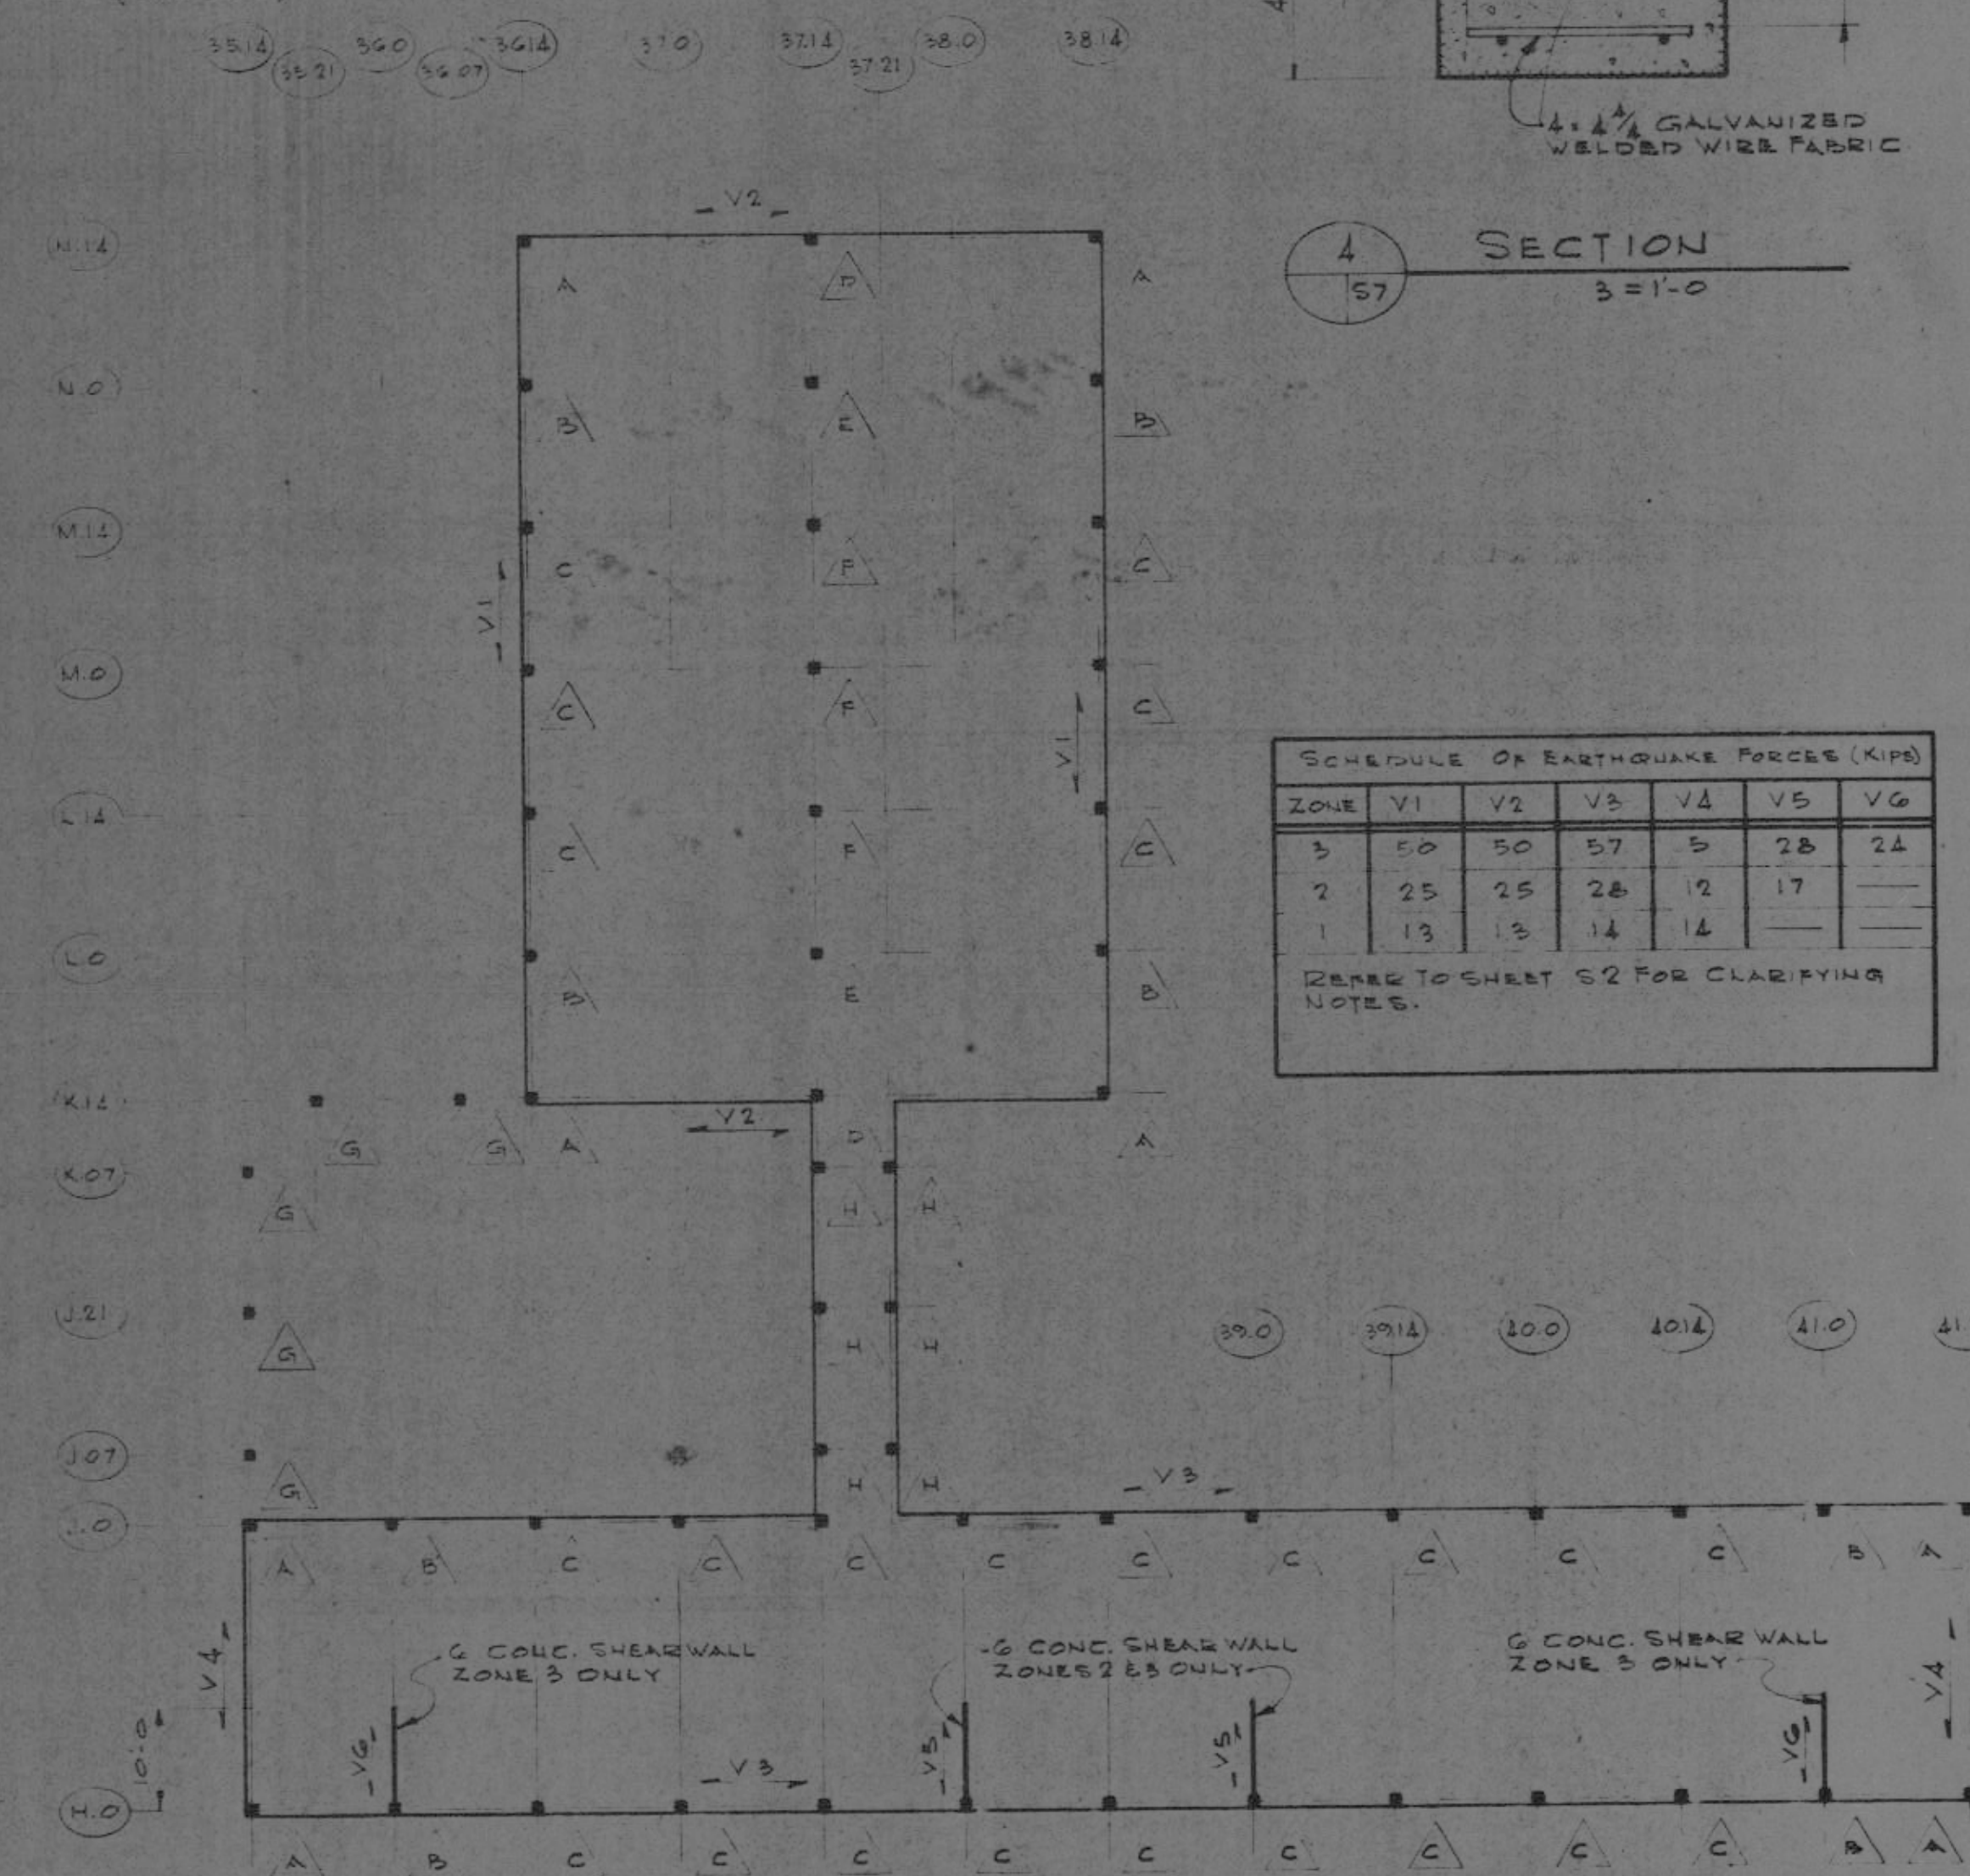 35.14
36.0
36.14
37.0
37.14
38.0
38.14
35.21
36.07
37.21
4
4 x 4 4/4 GALVANIZED
WELDED WIRE FABRIC
V2
N.14
4
S7
SECTION
3 = 1'-0
A
D
A
N.0
B
E
B
M.14
C
F
C
V1
M.0
C
F
C
V1
SCHEDULE OF EARTHQUAKE FORCES (KIPS)
ZONE V1 V2 V3 V4 V5 V6
3 50 50 57 5 28 24
2 25 25 28 12 17 —
1 13 13 14 14 — —
REFER TO SHEET S2 FOR CLARIFYING
NOTES.
L.14
C
F
C
L.0
B
E
B
K.14
V2
G
G
A
D
A
K.07
G
H
H
J.21
G
H
H
39.0
39.14
40.0
40.14
41.0
41.
J.07
G
H
H
V3
J.0
A
B
C
C
C
C
C
C
C
C
C
B
A
6 CONC. SHEAR WALL
ZONE 3 ONLY
6 CONC. SHEAR WALL
ZONES 2 & 3 ONLY
6 CONC. SHEAR WALL
ZONE 3 ONLY
V4
V4
10'-0
V6
V3
V5
V5
V6
H.0
A
B
C
C
C
C
C
C
C
C
C
B
A